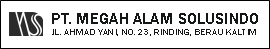 PT. MEGAH ALAM SOLUSINDO
JL. AHMAD YANI, NO. 23, RINDING, BERAU KALTIM